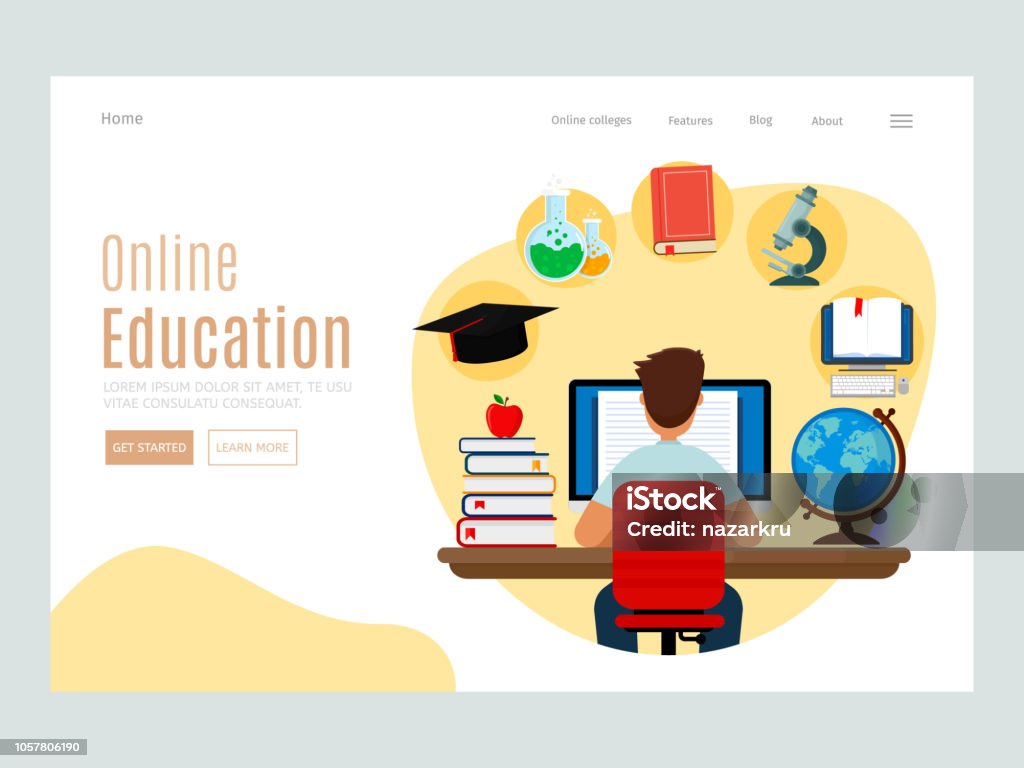 Home
Online colleges
Features
Blog
About
Online
Education
LOREM IPSUM DOLOR SIT AMET, TE USU
VITAE CONSULATU CONSEQUAT.
GET STARTED
LEARN MORE
iStock™
Credit: nazarkru
1057806190